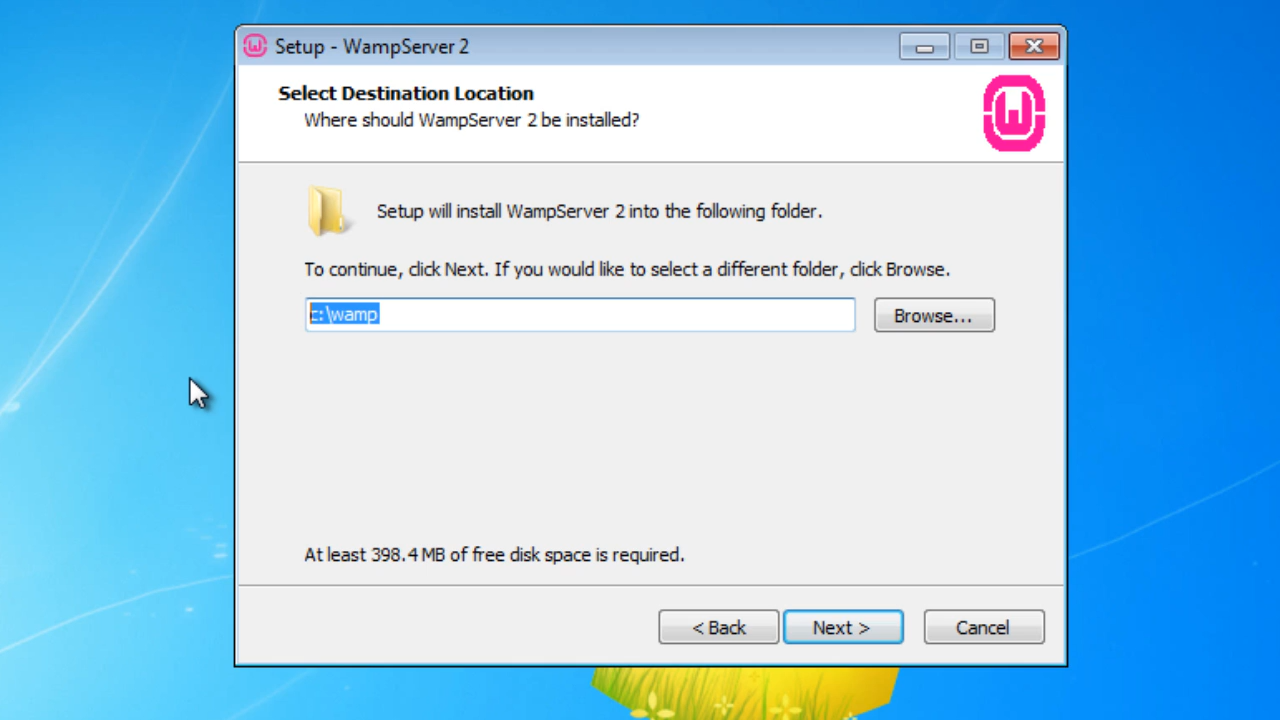 Setup - WampServer 2
Select Destination Location
Where should WampServer 2 be installed?
W
Setup will install WampServer 2 into the following folder.
To continue, click Next. If you would like to select a different folder, click Browse.
c:\wamp
Browse...
At least 398.4 MB of free disk space is required.
< Back
Next >
Cancel